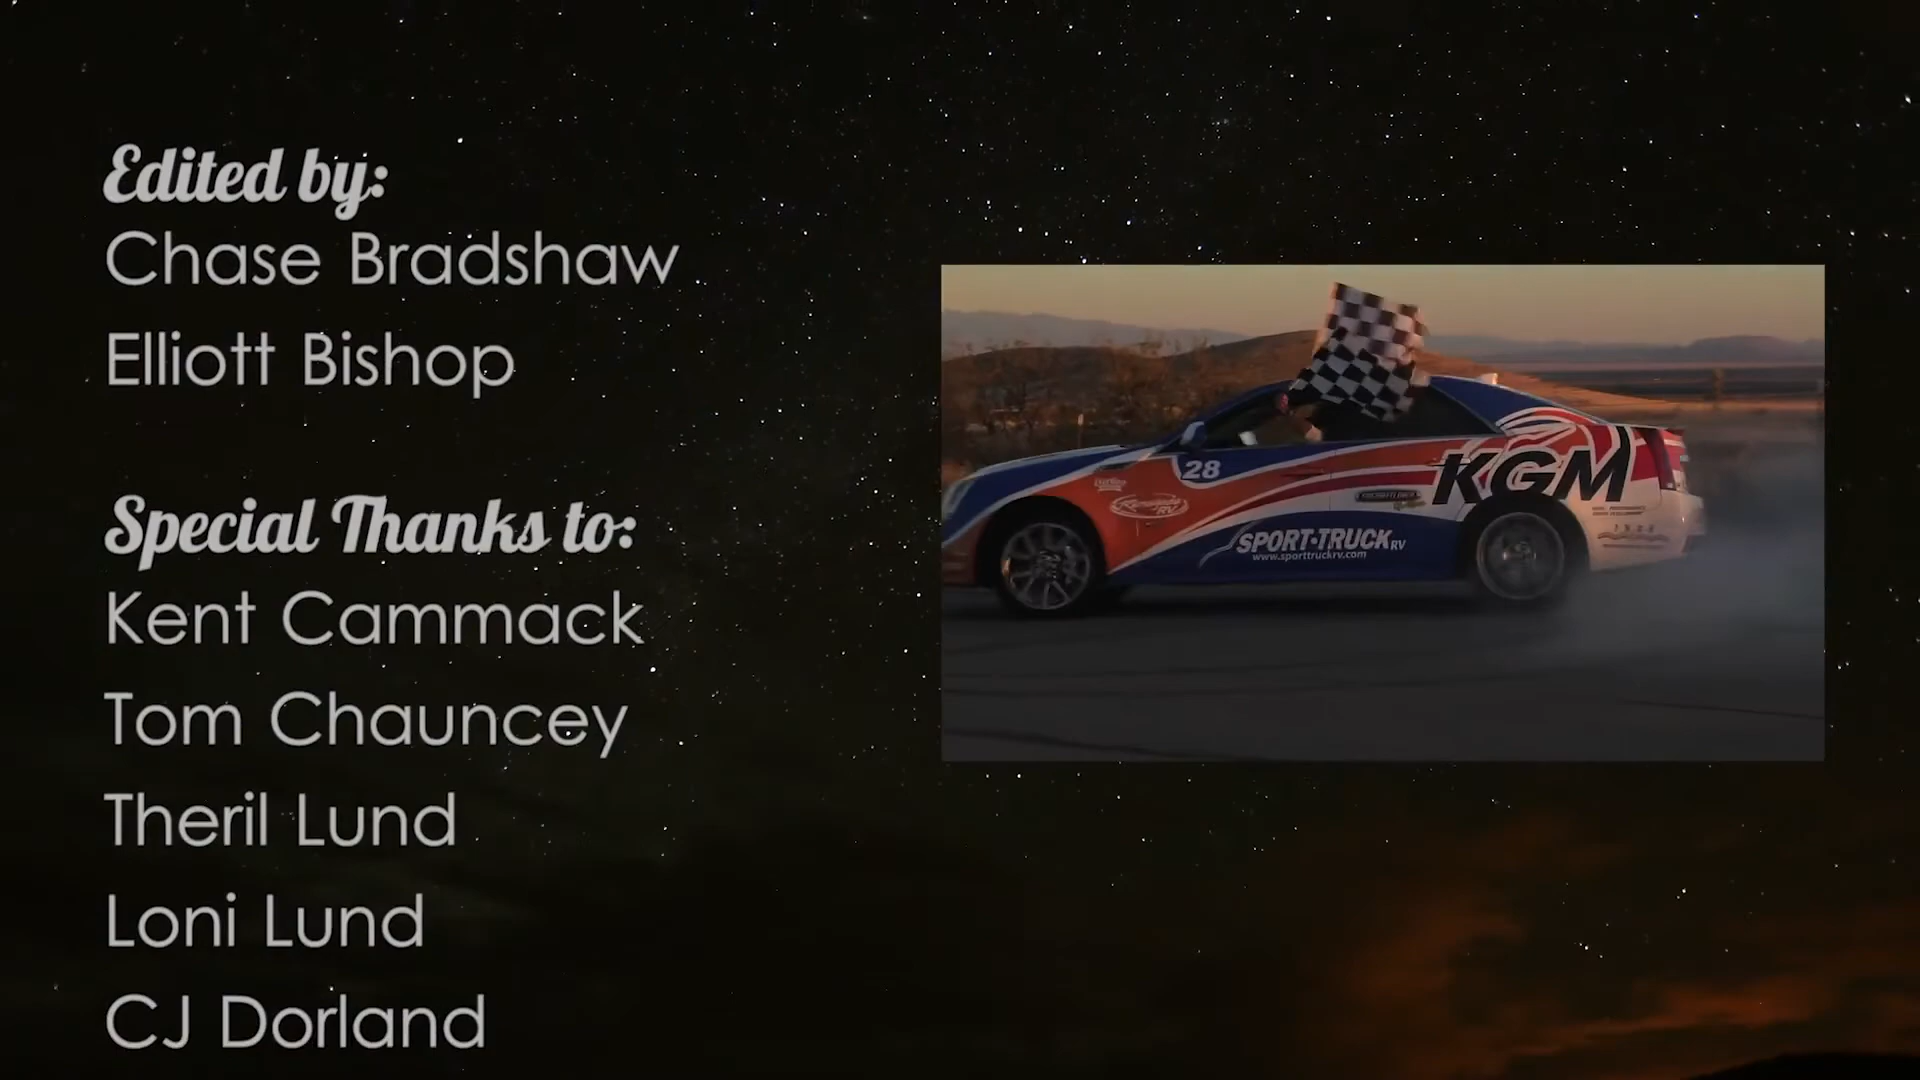 Edited by:
Chase Bradshaw
Elliott Bishop
Special Thanks to:
Kent Cammack
Tom Chauncey
Theril Lund
Loni Lund
CJ Dorland
28
KGM
SPORT-TRUCK RV
www.sporttruckrv.com